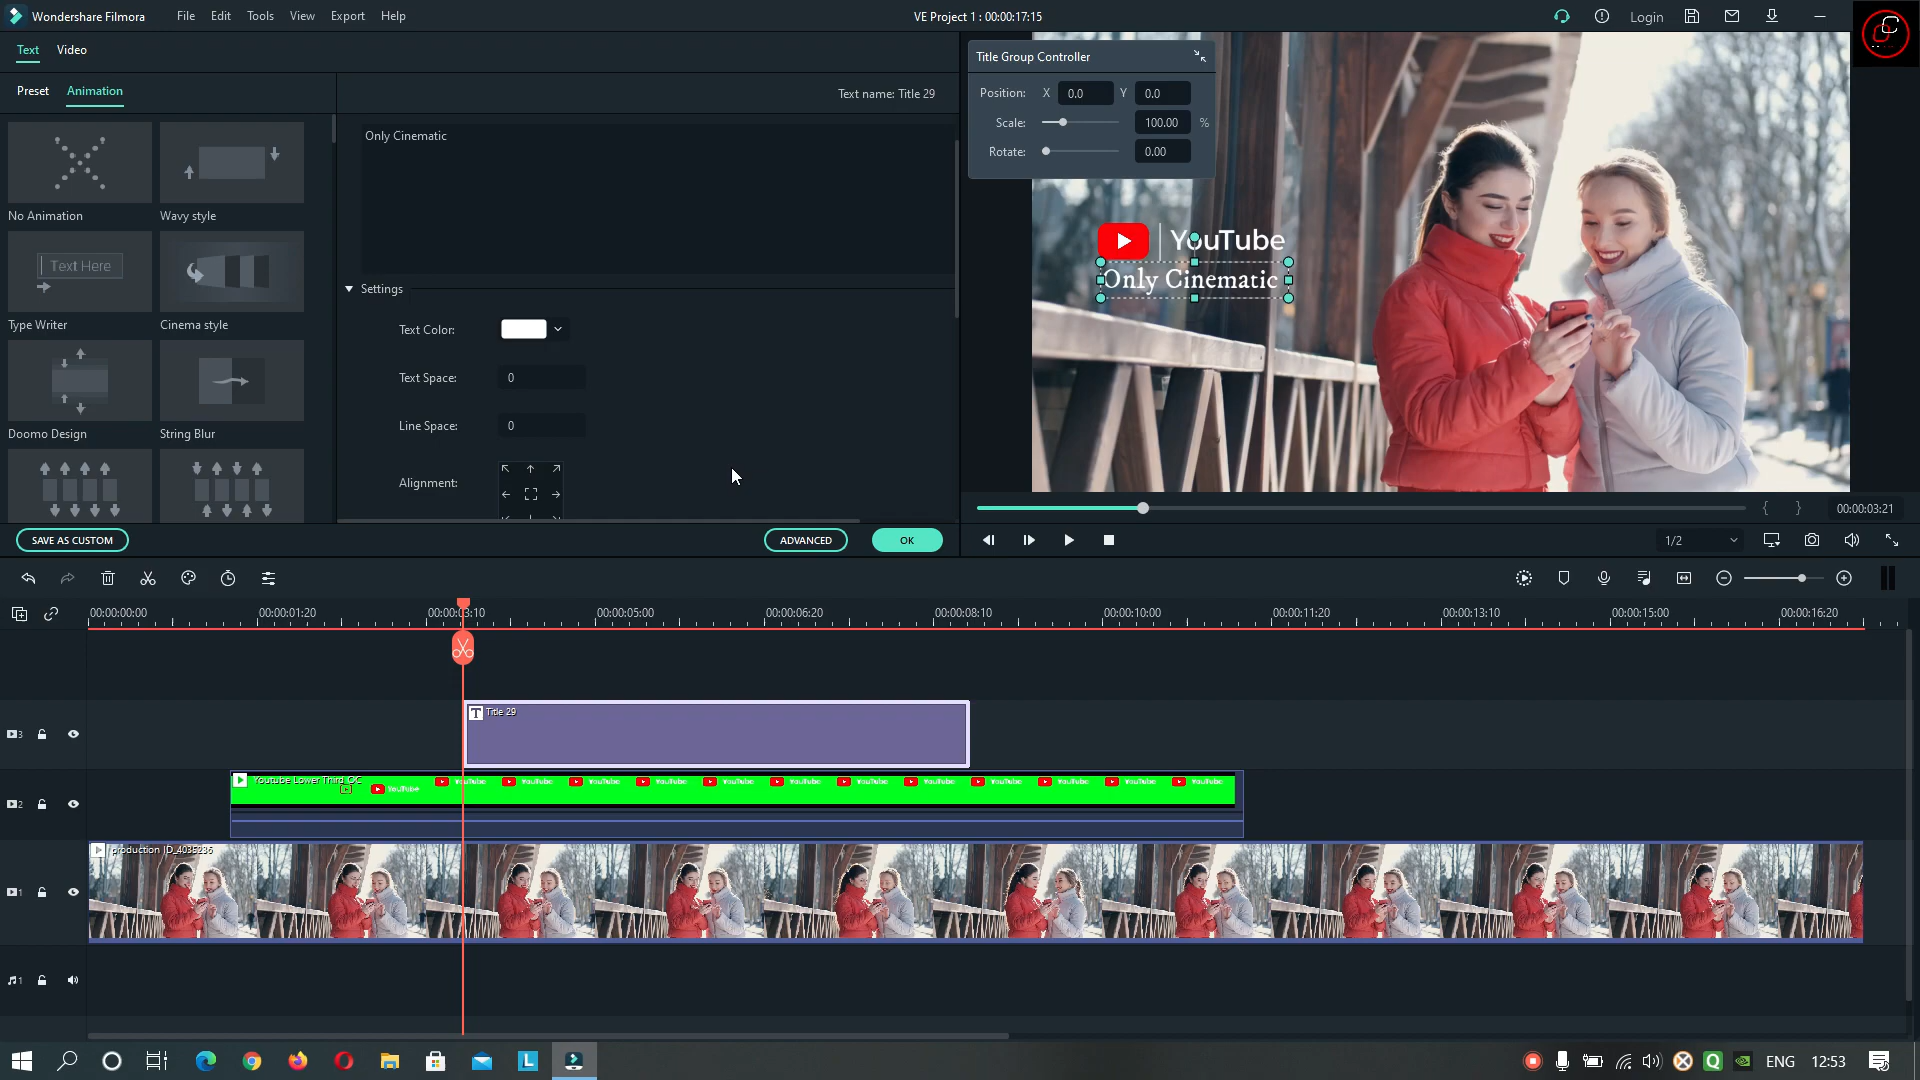 Wondershare Filmora
File Edit Tools View Export Help
VE Project 1 : 00:00:17:15
Login
Text Video
Preset Animation
Text name: Title 29
No Animation
Wavy style
Text Here
Type Writer
Cinema style
Doomo Design
String Blur
Only Cinematic
Settings
Text Color:
Text Space: 0
Line Space: 0
Alignment:
SAVE AS CUSTOM
ADVANCED
OK
Title Group Controller
Position: X 0.0 Y 0.0
Scale: 100.00 %
Rotate: 0.00
YouTube
Only Cinematic
00:00:03:21
1/2
00:00:00:00 00:00:01:20 00:00:03:10 00:00:05:00 00:00:06:20 00:00:08:10 00:00:10:00 00:00:11:20 00:00:13:10 00:00:15:00 00:00:16:20
3
T Title 29
2
Youtube Lower Third_OC
YouTube YouTube YouTube YouTube YouTube YouTube YouTube YouTube YouTube YouTube YouTube YouTube
YouTube
1
production ID_4035236
1
L
Q
ENG 12:53